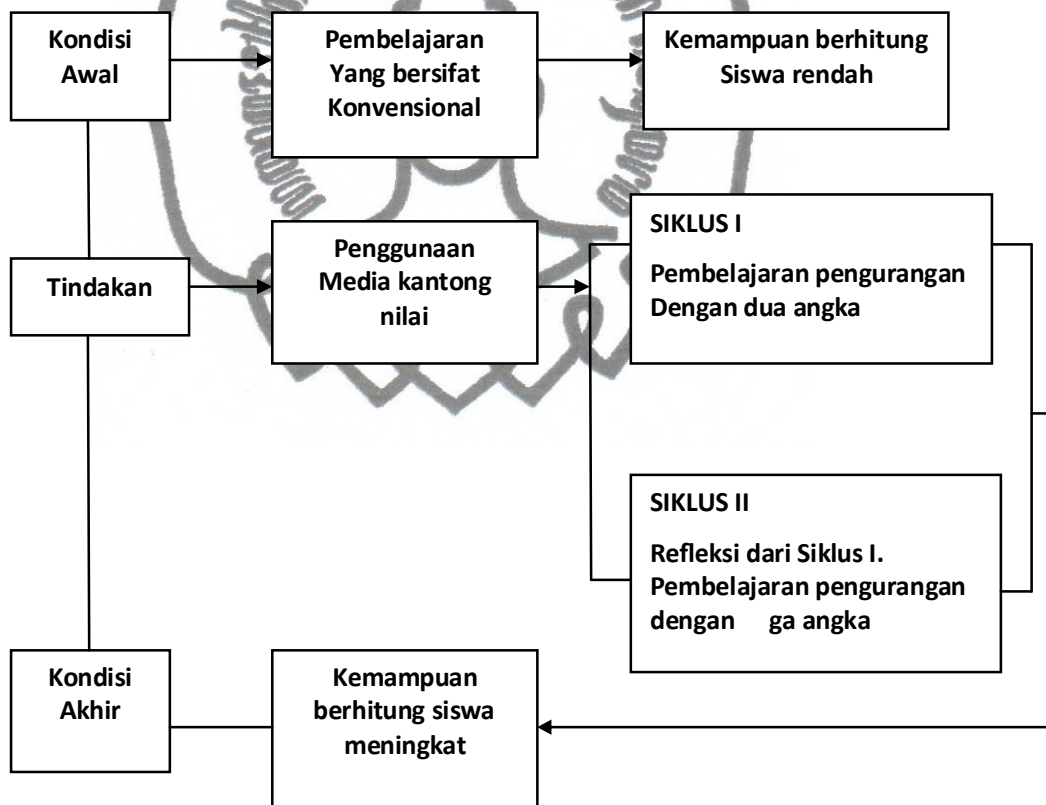 Kondisi
Awal
Pembelajaran
Yang bersifat
Konvensional
Kemampuan berhitung
Siswa rendah
Tindakan
Penggunaan
Media kantong
nilai
SIKLUS I
Pembelajaran pengurangan
Dengan dua angka
SIKLUS II
Refleksi dari Siklus I.
Pembelajaran pengurangan
dengan ga angka
Kondisi
Akhir
Kemampuan
berhitung siswa
meningkat